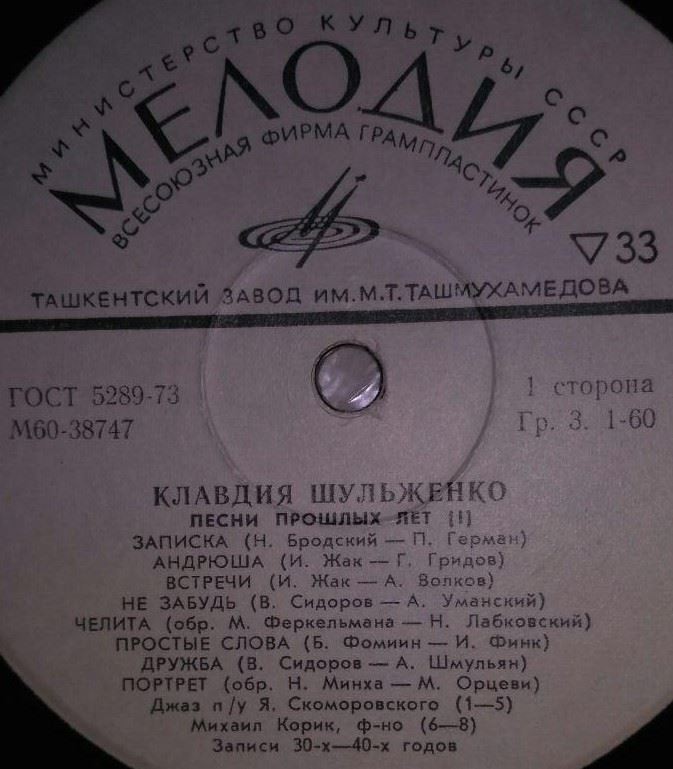 МИНИСТЕРСТВО КУЛЬТУРЫ СССР
МЕЛОДИЯ
ВСЕСОЮЗНАЯ ФИРМА ГРАМПЛАСТИНОК
▽33
ТАШКЕНТСКИЙ ЗАВОД ИМ.М.Т.ТАШМУХАМЕДОВА
ГОСТ 5289-73
1 сторона
М60-38747
Гр. 3. 1-60
КЛАВДИЯ ШУЛЬЖЕНКО
ПЕСНИ ПРОШЛЫХ ЛЕТ (I)
ЗАПИСКА (Н. Бродский — П. Герман)
АНДРЮША (И. Жак — Г. Гридов)
ВСТРЕЧИ (И. Жак — А. Волков)
НЕ ЗАБУДЬ (В. Сидоров — А. Уманский)
ЧЕЛИТА (обр. М. Феркельмана — Н. Лабковский)
ПРОСТЫЕ СЛОВА (Б. Фомиин — И. Финк)
ДРУЖБА (В. Сидоров — А. Шмульян)
ПОРТРЕТ (обр. Н. Минха — М. Орцеви)
Джаз п/у Я. Скоморовского (1—5)
Михаил Корик, ф-но (6—8)
Записи 30-х—40-х годов